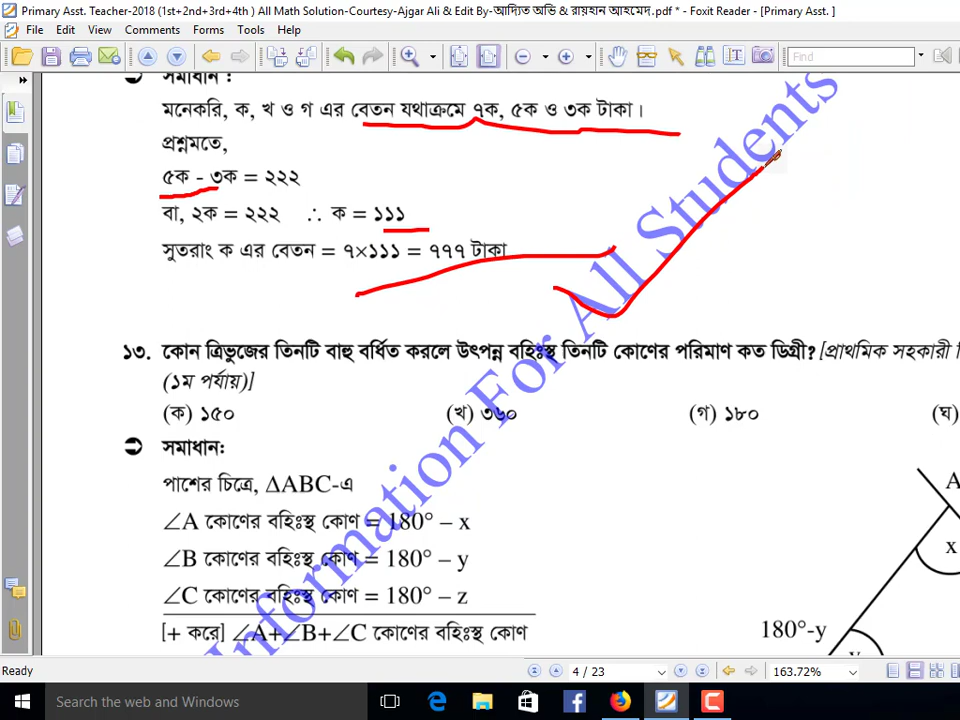 Primary Asst. Teacher-2018 (1st+2nd+3rd+4th ) All Math Solution-Courtesy-Ajgar Ali & Edit By-আদিত্য অভি & রায়হান আহমেদ.pdf * - Foxit Reader - [Primary Asst. ]
File Edit View Comments Forms Tools Help
Find
সমাধান :
মনেকরি, ক, খ ও গ এর বেতন যথাক্রমে ৭ক, ৫ক ও ৩ক টাকা।
প্রশ্নমতে,
৫ক - ৩ক = ২২২
বা, ২ক = ২২২ ∴ ক = ১১১
সুতরাং ক এর বেতন = ৭×১১১ = ৭৭৭ টাকা
১৩. কোন ত্রিভুজের তিনটি বাহু বর্ধিত করলে উৎপন্ন বহিঃস্থ তিনটি কোণের পরিমাণ কত ডিগ্রী? [প্রাথমিক সহকারী
(১ম পর্যায়)]
(ক) ১৫০ (খ) ৩৬০ (গ) ১৮০ (ঘ)
সমাধান:
পাশের চিত্রে, ΔABC-এ
∠A কোণের বহিঃস্থ কোণ = 180° – x
∠B কোণের বহিঃস্থ কোণ = 180° – y
∠C কোণের বহিঃস্থ কোণ = 180° – z
[+ করে] ∠A+∠B+∠C কোণের বহিঃস্থ কোণ
A
x
180°-y
y
Information For All Students
Ready
4 / 23
163.72%
Search the web and Windows